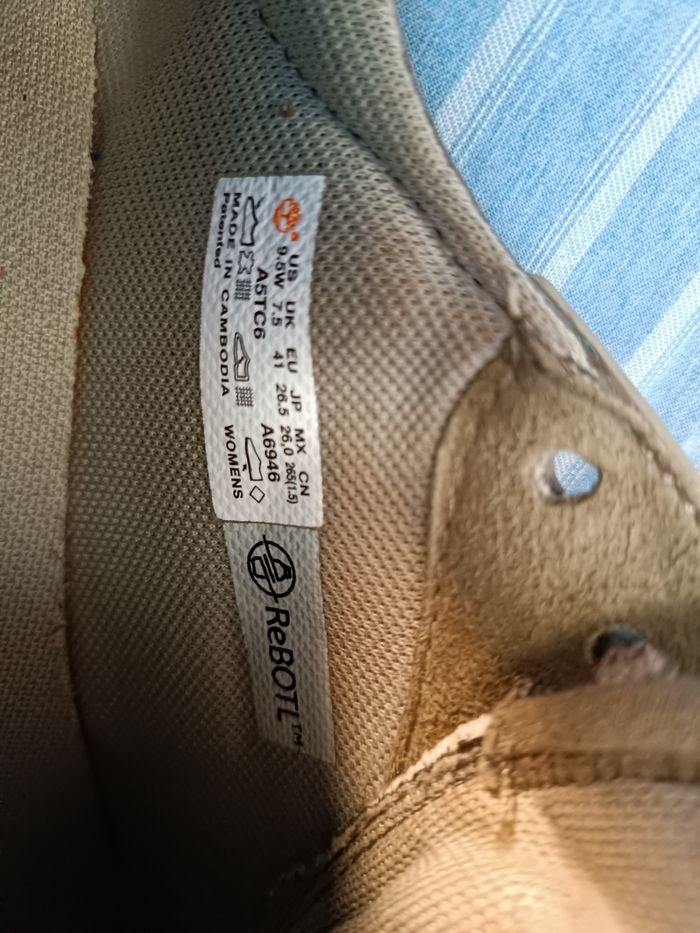 US UK EU JP MX CN
9.5W 7.5 41 26.5 26,0 265(1.5)
A5TC6 A6946
MADE IN CAMBODIA WOMENS
Patented
ReBOTL™